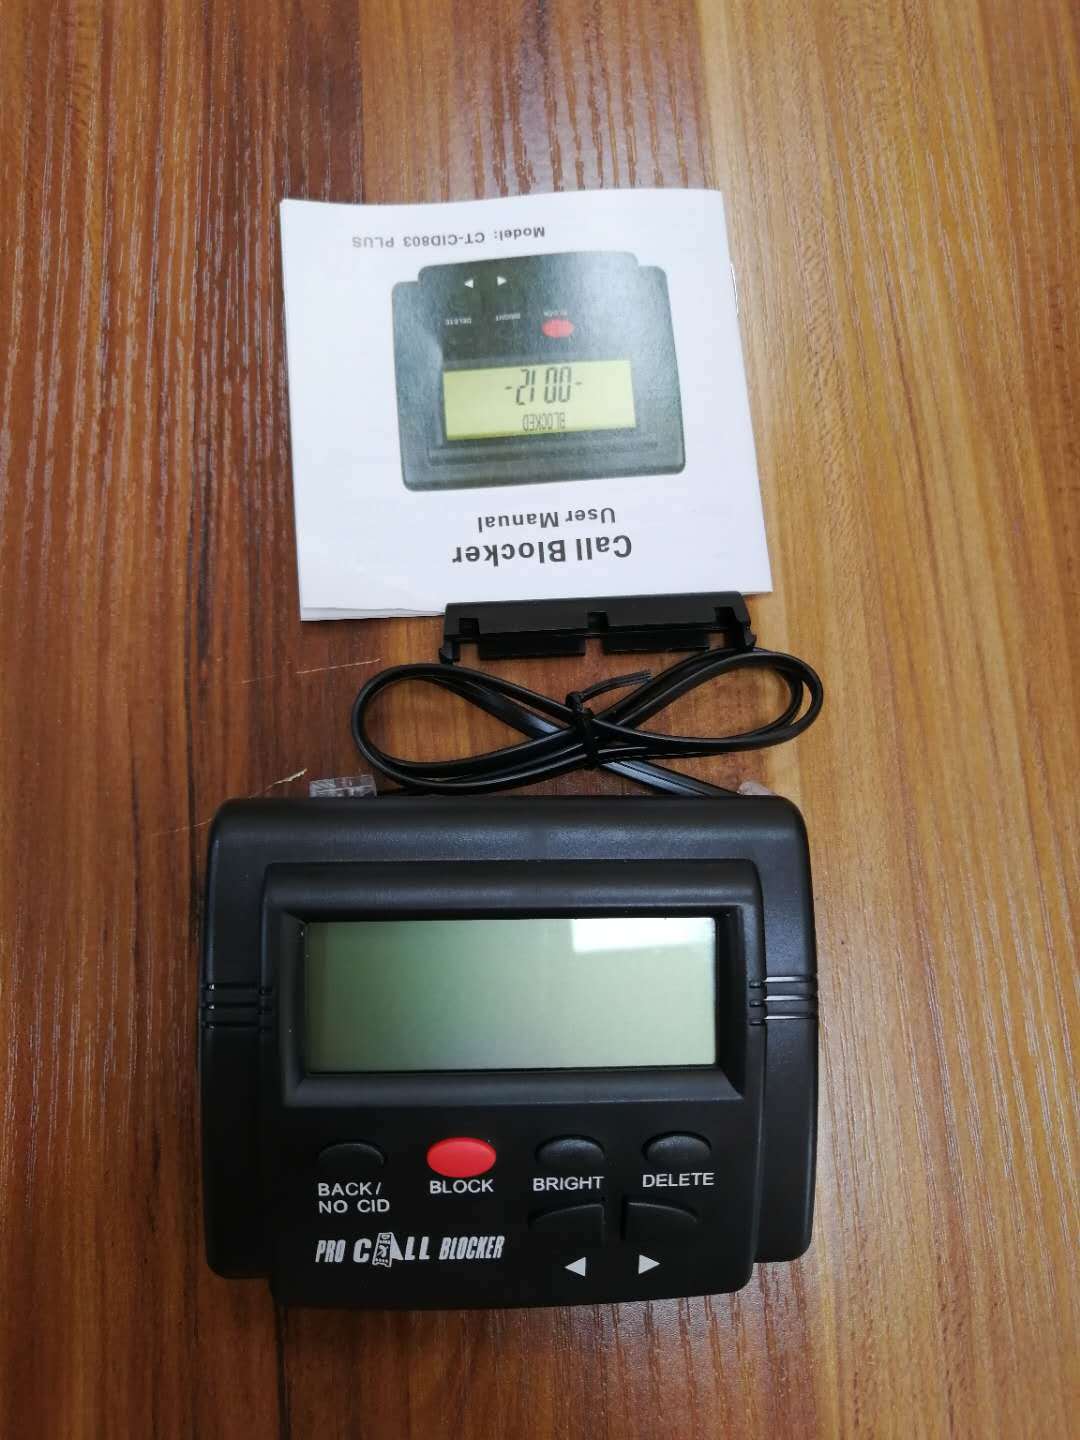 Call Blocker
User Manual
BLOCKED
-00 12-
BLOCK
BRIGHT
DELETE
◀ ▶
Model: CT-CID803 PLUS
BACK/
NO CID
BLOCK
BRIGHT
DELETE
PRO CALL BLOCKER
◀ ▶